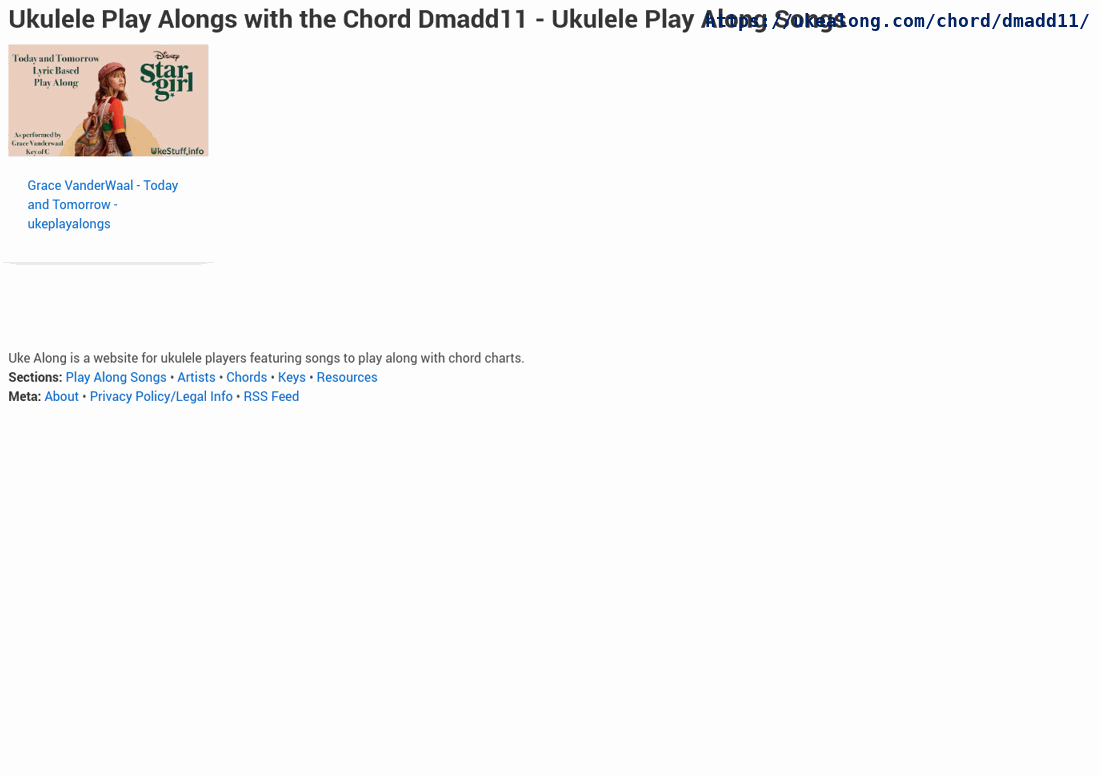 Ukulele Play Alongs with the Chord Dmadd11 - Ukulele Play Along Songs
https://ukealong.com/chord/dmadd11/
Today and Tomorrow
Lyric Based
Play Along
Disney
Star
girl
As performed by
Grace Vanderwaal
Key of C
UkeStuff.info
Grace VanderWaal - Today
and Tomorrow -
ukeplayalongs
Uke Along is a website for ukulele players featuring songs to play along with chord charts.
Sections: Play Along Songs • Artists • Chords • Keys • Resources
Meta: About • Privacy Policy/Legal Info • RSS Feed